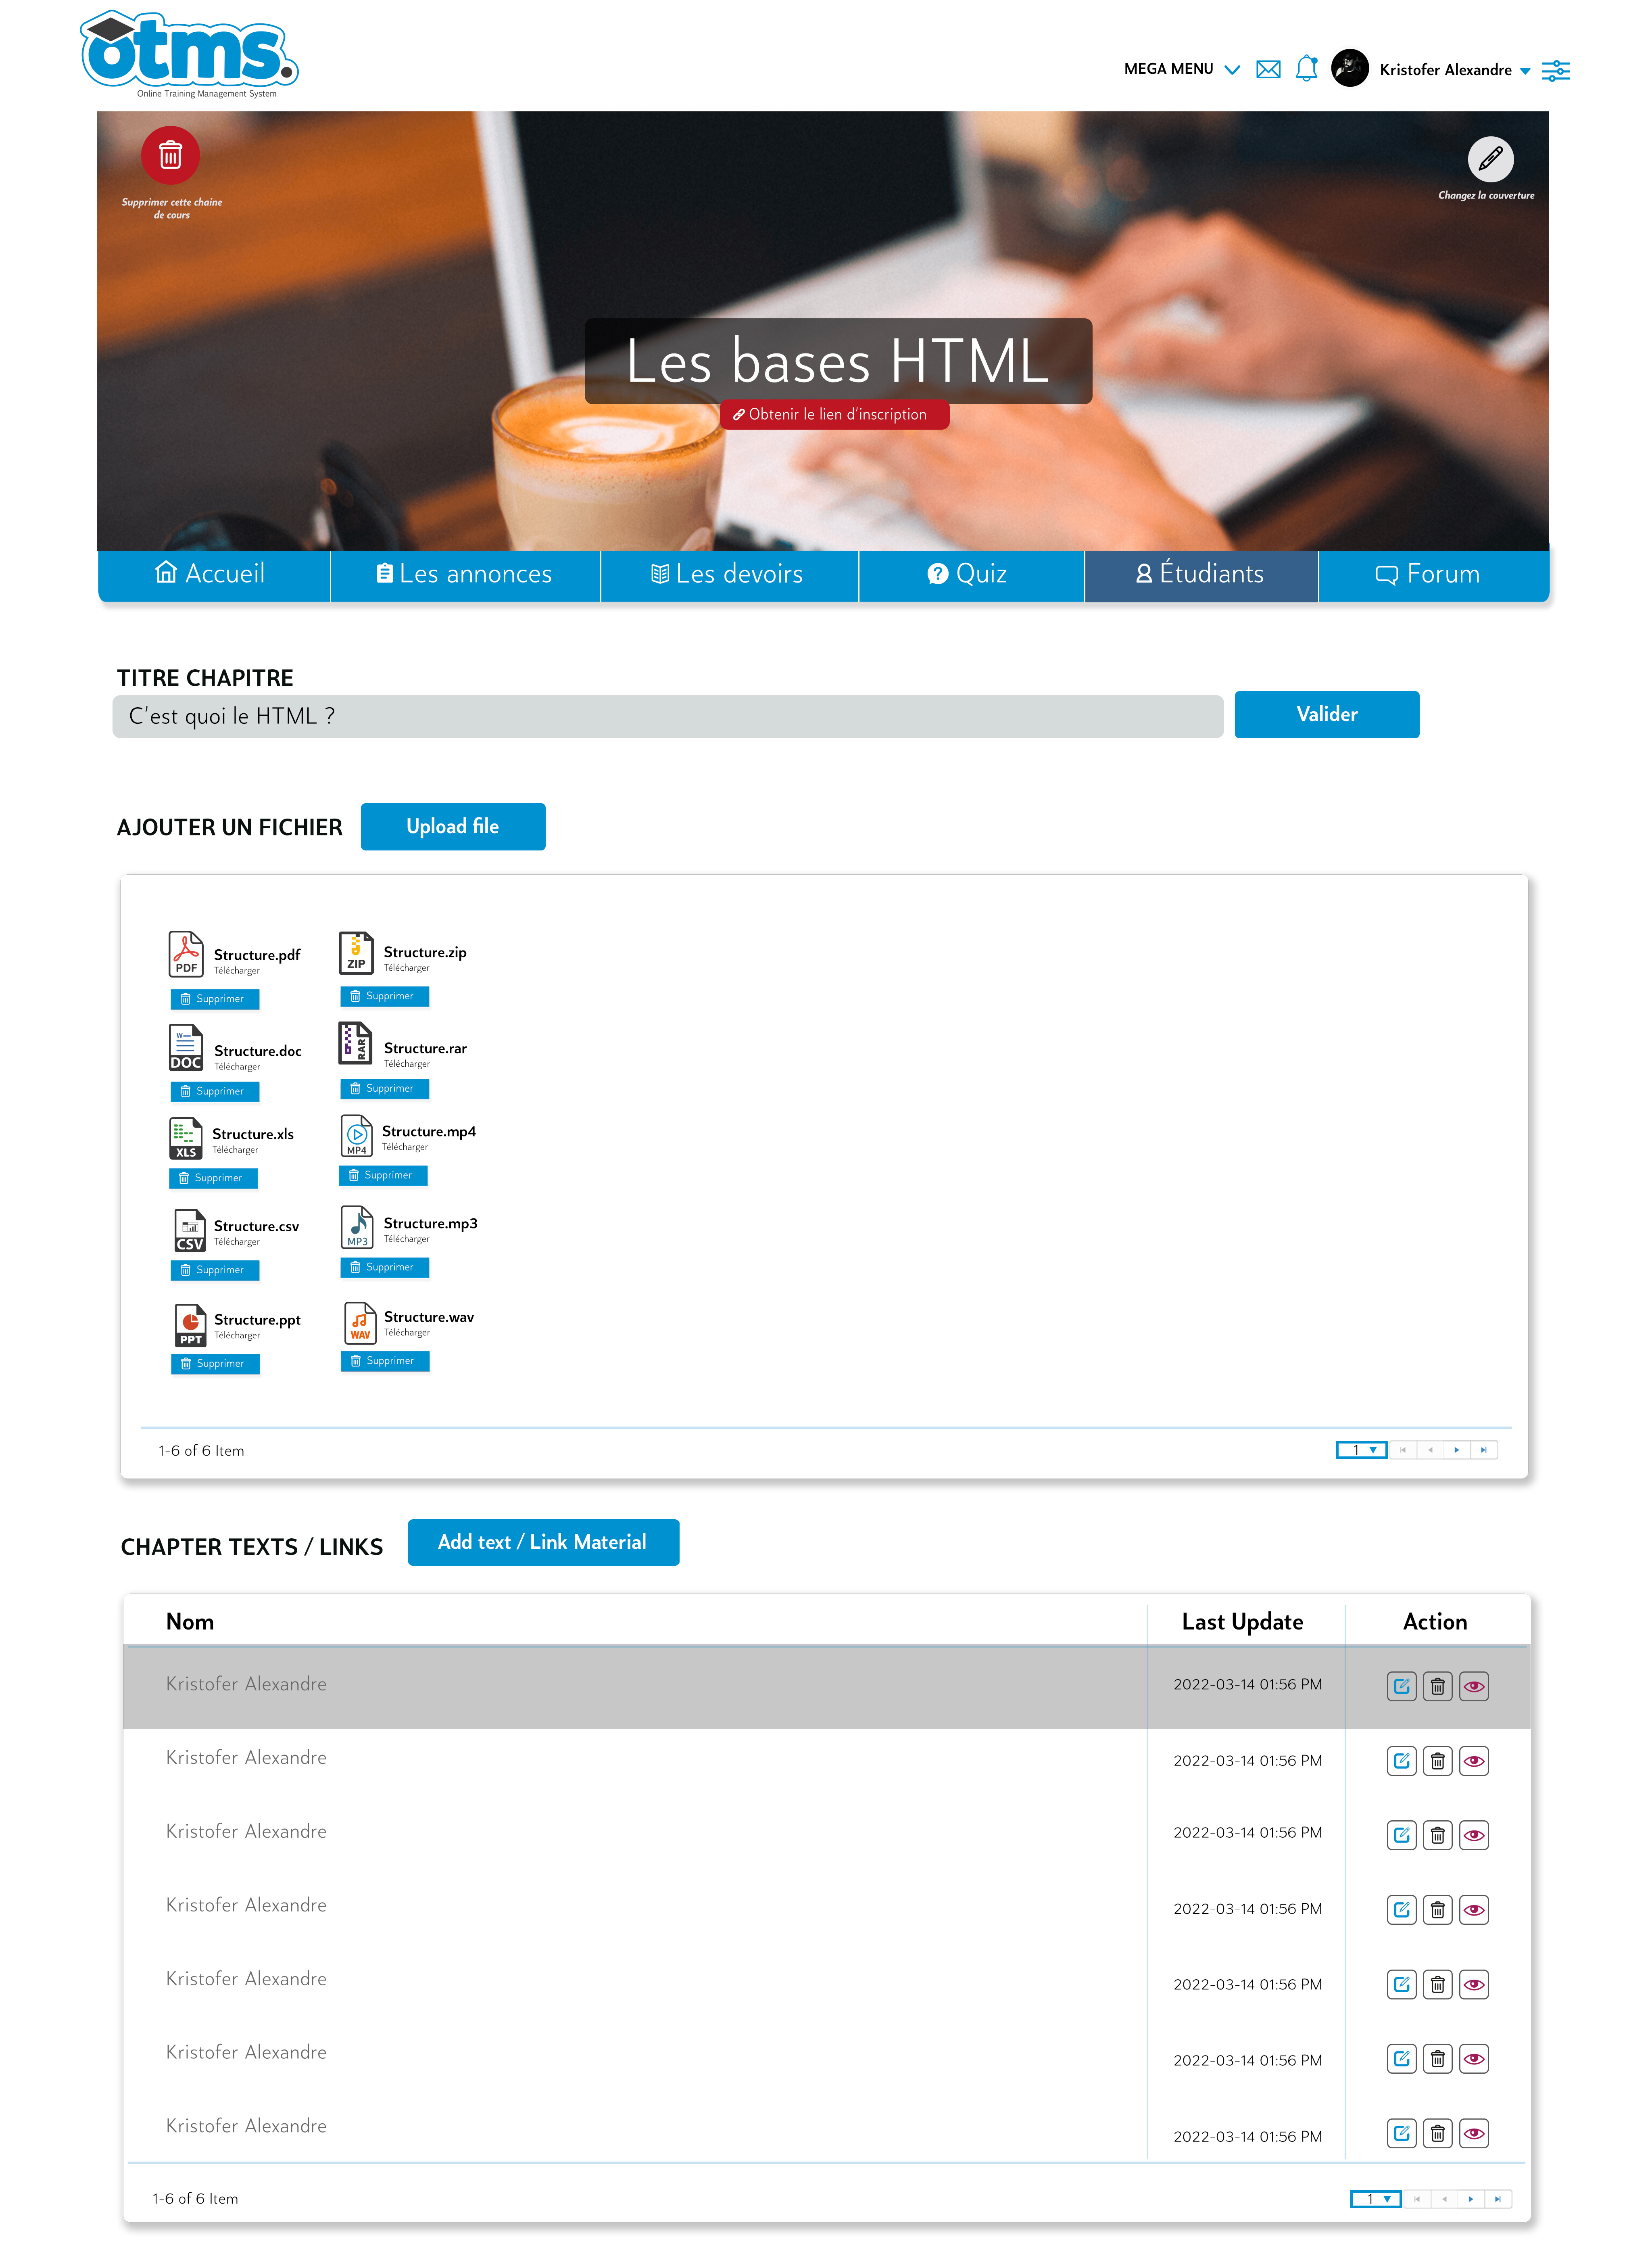 otms.
Online Training Management System
MEGA MENU
Kristofer Alexandre
Supprimer cette chaine
de cours
Changez la couverture
Les bases HTML
Obtenir le lien d'inscription
Accueil
Les annonces
Les devoirs
Quiz
Étudiants
Forum
TITRE CHAPITRE
C'est quoi le HTML ?
Valider
AJOUTER UN FICHIER
Upload file
PDF
Structure.pdf
Télécharger
Supprimer
ZIP
Structure.zip
Télécharger
Supprimer
W
DOC
Structure.doc
Télécharger
Supprimer
RAR
Structure.rar
Télécharger
Supprimer
XLS
Structure.xls
Télécharger
Supprimer
MP4
Structure.mp4
Télécharger
Supprimer
CSV
Structure.csv
Télécharger
Supprimer
MP3
Structure.mp3
Télécharger
Supprimer
PPT
Structure.ppt
Télécharger
Supprimer
WAV
Structure.wav
Télécharger
Supprimer
1-6 of 6 Item
1
CHAPTER TEXTS / LINKS
Add text / Link Material
Nom
Last Update
Action
Kristofer Alexandre
2022-03-14 01:56 PM
Kristofer Alexandre
2022-03-14 01:56 PM
Kristofer Alexandre
2022-03-14 01:56 PM
Kristofer Alexandre
2022-03-14 01:56 PM
Kristofer Alexandre
2022-03-14 01:56 PM
Kristofer Alexandre
2022-03-14 01:56 PM
Kristofer Alexandre
2022-03-14 01:56 PM
1-6 of 6 Item
1